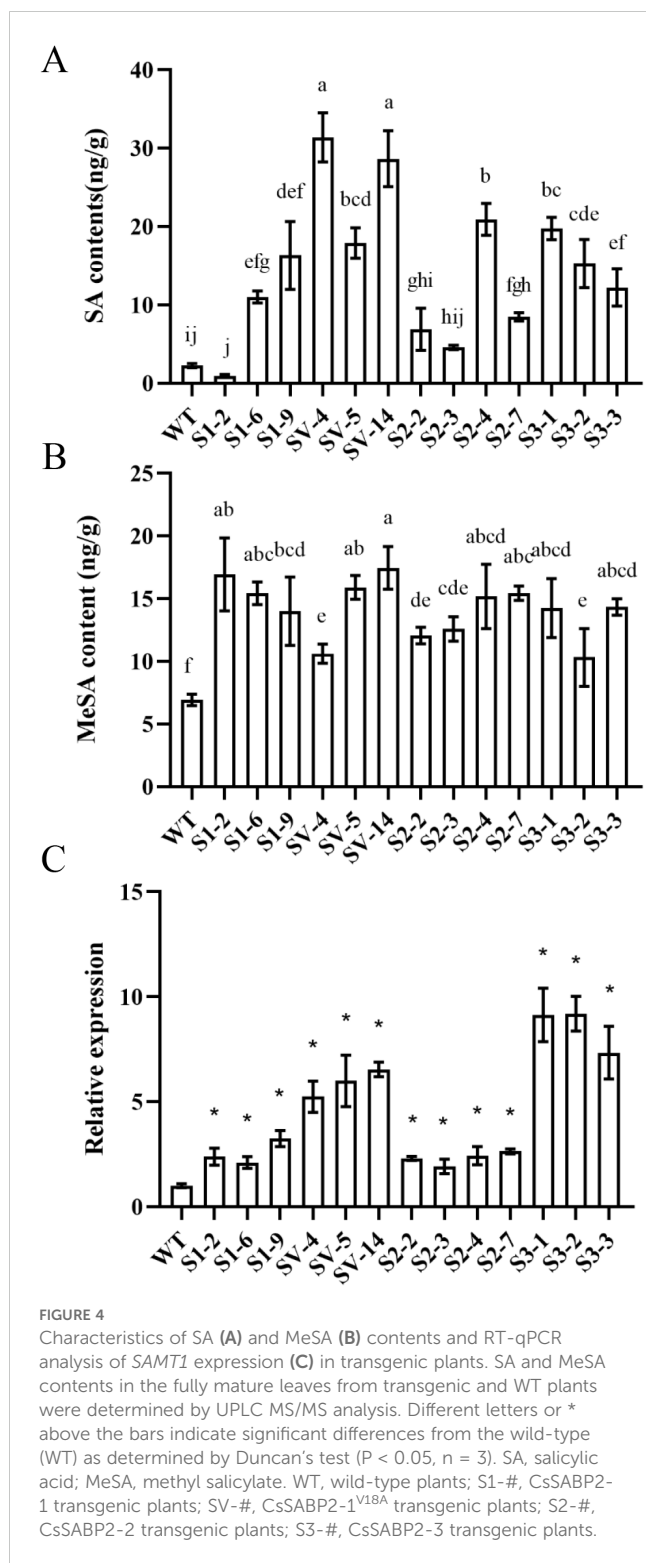 A
SA contents(ng/g)
40
30
20
10
0
ij
j
efg
def
a
bcd
a
ghi
hij
b
fgh
bc
cde
ef
WT
S1-2
S1-6
S1-9
SV-4
SV-5
SV-14
S2-2
S2-3
S2-4
S2-7
S3-1
S3-2
S3-3
B
MeSA content (ng/g)
25
20
15
10
5
0
f
ab
abc
bcd
e
ab
a
de
cde
abcd
abc
abcd
e
abcd
WT
S1-2
S1-6
S1-9
SV-4
SV-5
SV-14
S2-2
S2-3
S2-4
S2-7
S3-1
S3-2
S3-3
C
Relative expression
15
10
5
0
*
*
*
*
*
*
*
*
*
*
*
*
*
WT
S1-2
S1-6
S1-9
SV-4
SV-5
SV-14
S2-2
S2-3
S2-4
S2-7
S3-1
S3-2
S3-3
FIGURE 4
Characteristics of SA (A) and MeSA (B) contents and RT-qPCR
analysis of SAMT1 expression (C) in transgenic plants. SA and MeSA
contents in the fully mature leaves from transgenic and WT plants
were determined by UPLC MS/MS analysis. Different letters or *
above the bars indicate significant differences from the wild-type
(WT) as determined by Duncan's test (P < 0.05, n = 3). SA, salicylic
acid; MeSA, methyl salicylate. WT, wild-type plants; S1-#, CsSABP2-
1 transgenic plants; SV-#, CsSABP2-1V18A transgenic plants; S2-#,
CsSABP2-2 transgenic plants; S3-#, CsSABP2-3 transgenic plants.